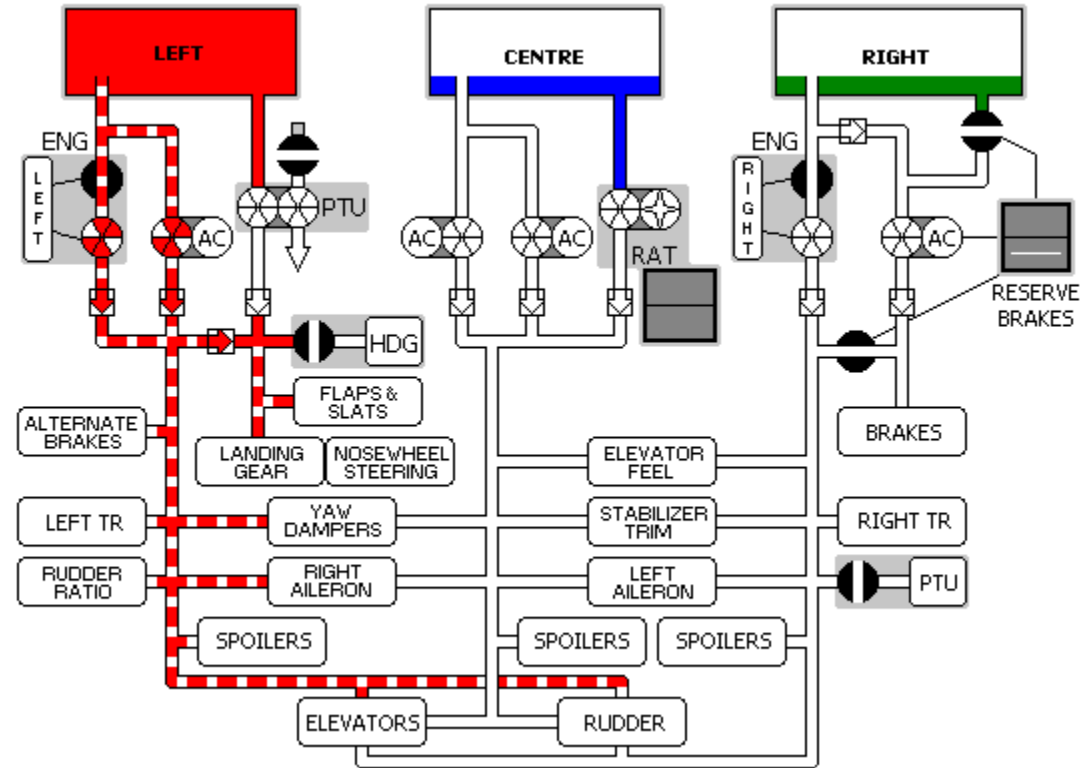 LEFT
CENTRE
RIGHT
ENG
LEFT
AC
PTU
AC
AC
RAT
ENG
RIGHT
AC
RESERVE
BRAKES
HDG
FLAPS &
SLATS
ALTERNATE
BRAKES
LANDING
GEAR
NOSEWHEEL
STEERING
ELEVATOR
FEEL
BRAKES
LEFT TR
YAW
DAMPERS
STABILIZER
TRIM
RIGHT TR
RUDDER
RATIO
RIGHT
AILERON
LEFT
AILERON
PTU
SPOILERS
SPOILERS
SPOILERS
ELEVATORS
RUDDER